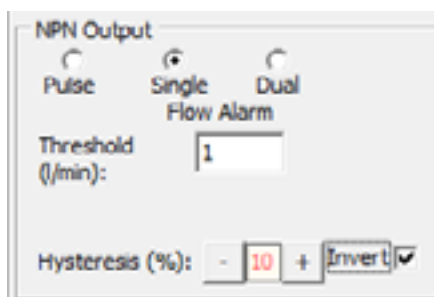 NPN Output
Pulse Single Dual
Flow Alarm
Threshold
(l/min): 1
Hysteresis (%): - 10 + Invert